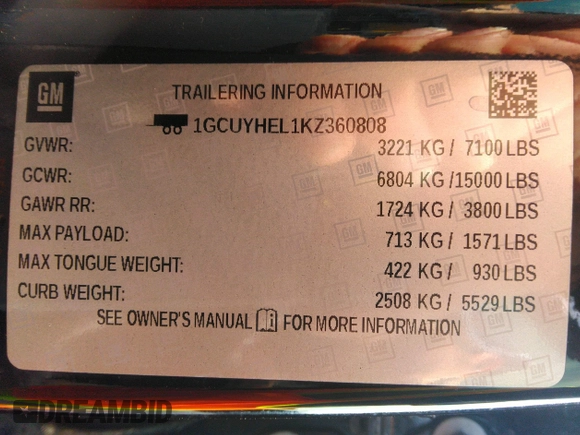 GM
TRAILERING INFORMATION
1GCUYHEL1KZ360808
GVWR: 3221 KG / 7100 LBS
GCWR: 6804 KG /15000 LBS
GAWR RR: 1724 KG / 3800 LBS
MAX PAYLOAD: 713 KG / 1571 LBS
MAX TONGUE WEIGHT: 422 KG / 930 LBS
CURB WEIGHT: 2508 KG / 5529 LBS
SEE OWNER'S MANUAL FOR MORE INFORMATION
DREAMBID